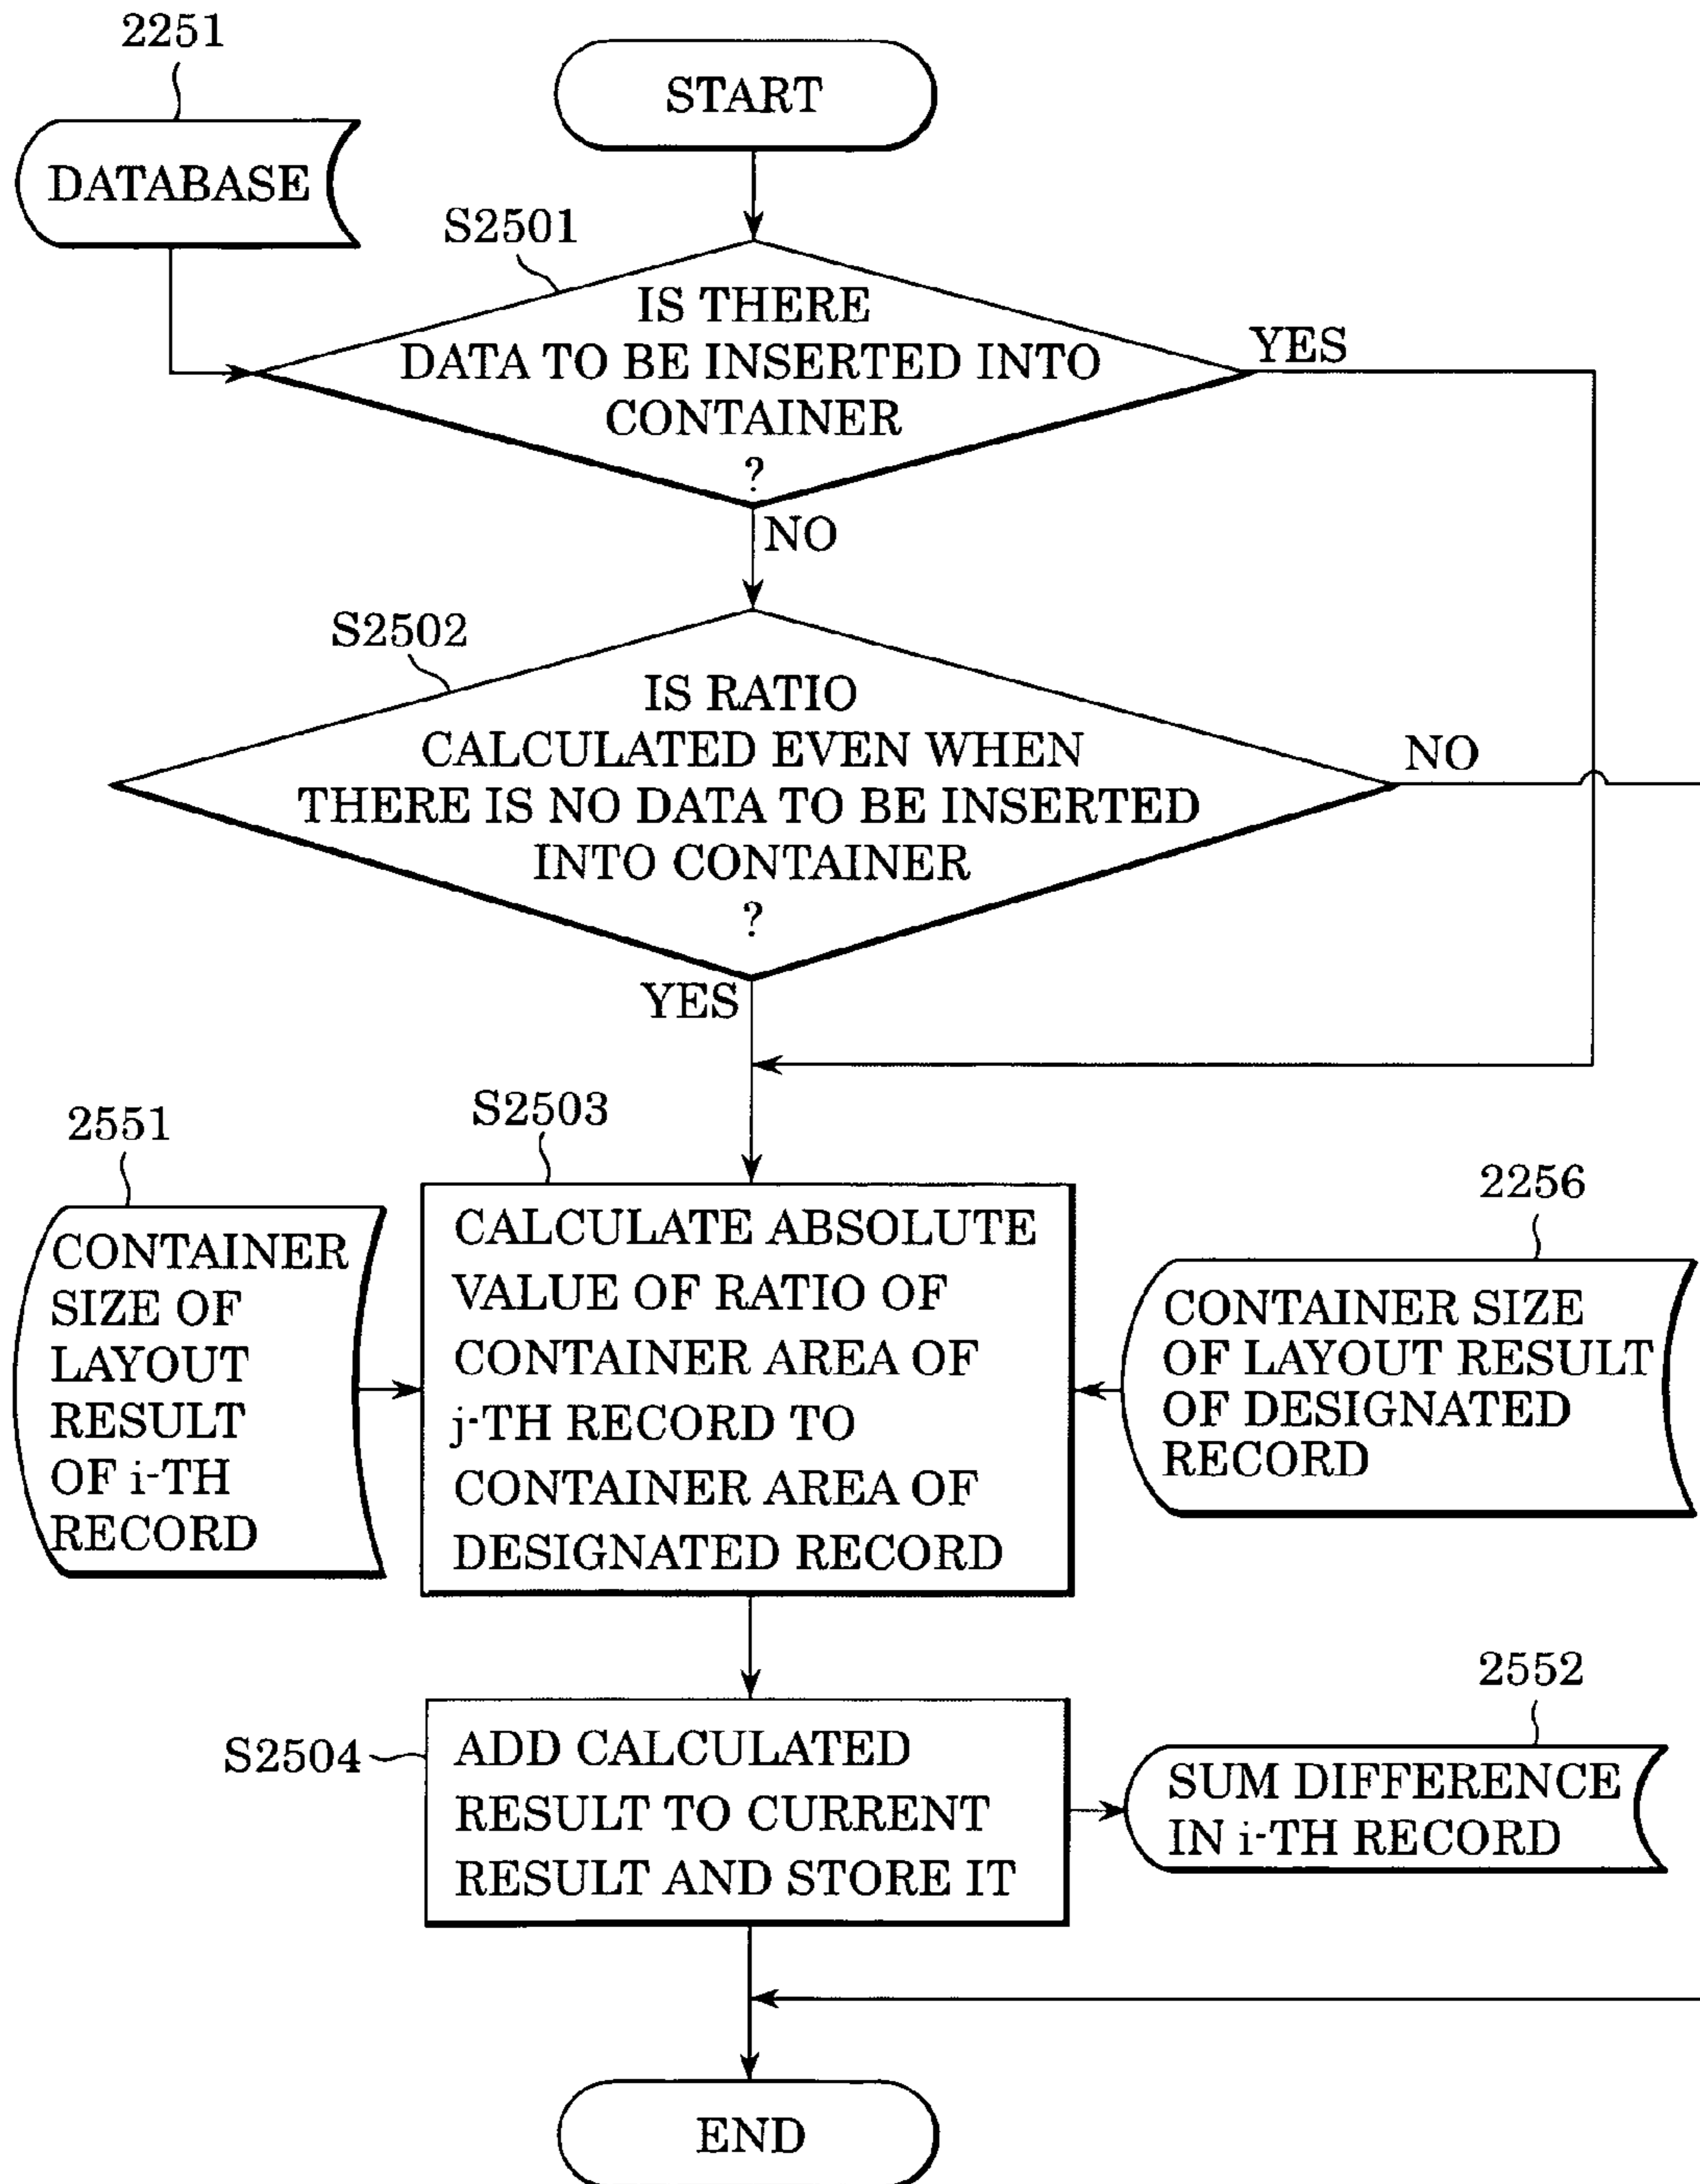 2251
START
DATABASE
S2501
IS THERE
DATA TO BE INSERTED INTO
CONTAINER
?
YES
NO
S2502
IS RATIO
CALCULATED EVEN WHEN
THERE IS NO DATA TO BE INSERTED
INTO CONTAINER
?
NO
YES
2551
CONTAINER
SIZE OF
LAYOUT
RESULT
OF i-TH
RECORD
S2503
CALCULATE ABSOLUTE
VALUE OF RATIO OF
CONTAINER AREA OF
j-TH RECORD TO
CONTAINER AREA OF
DESIGNATED RECORD
2256
CONTAINER SIZE
OF LAYOUT RESULT
OF DESIGNATED
RECORD
S2504
ADD CALCULATED
RESULT TO CURRENT
RESULT AND STORE IT
2552
SUM DIFFERENCE
IN i-TH RECORD
END